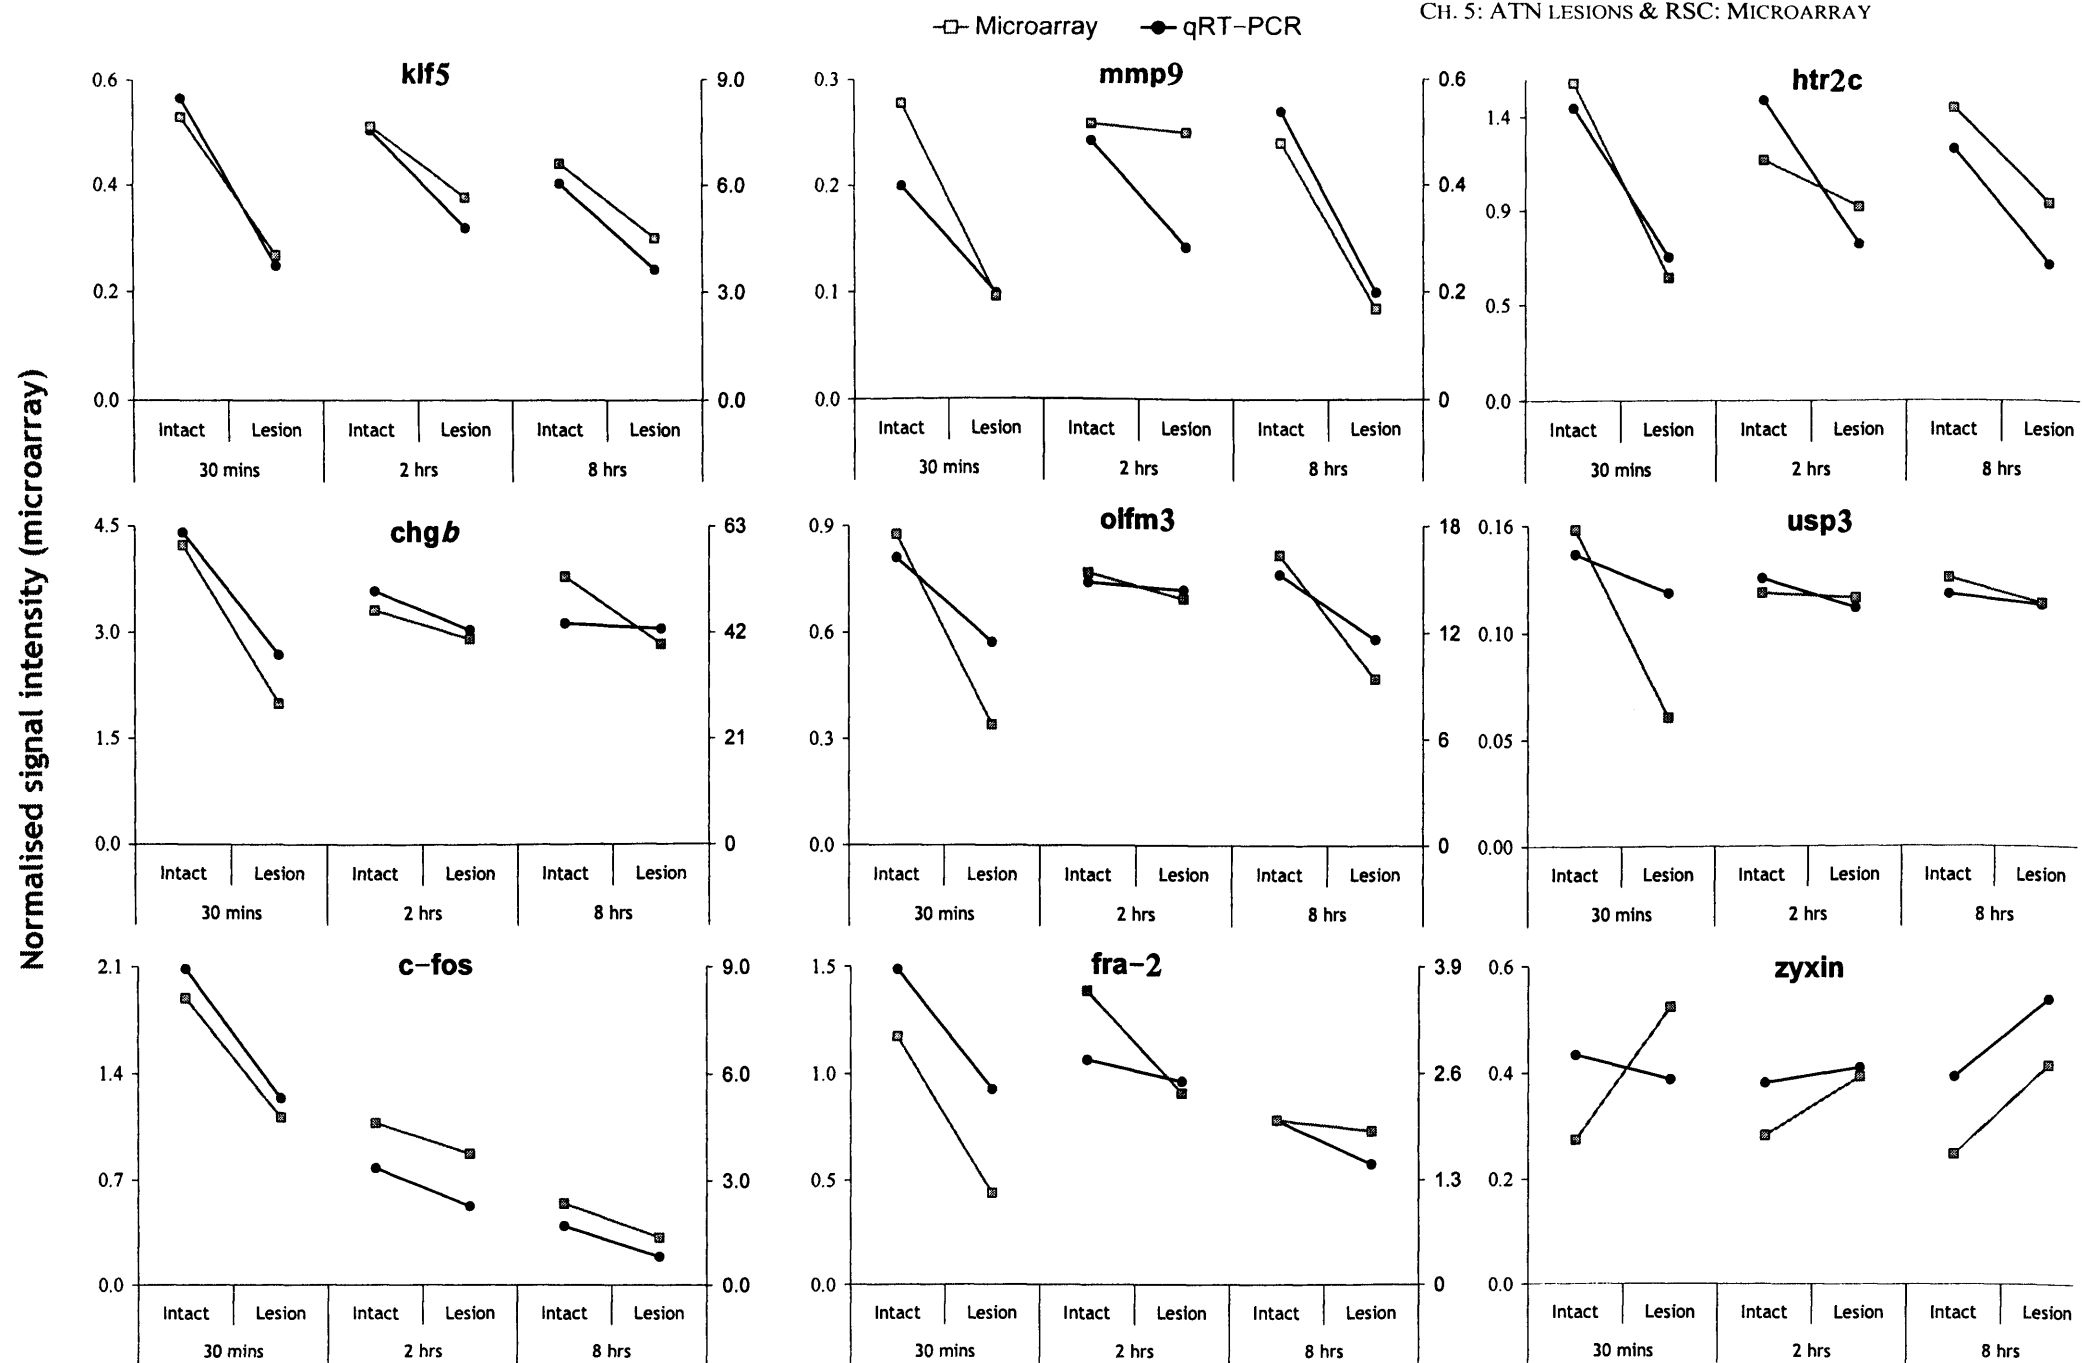 CH. 5: ATN LESIONS & RSC: MICROARRAY
Microarray qRT-PCR
Normalised signal intensity (microarray)
klf5
0.6
0.4
0.2
0.0
9.0
6.0
3.0
0.0
Intact Lesion Intact Lesion Intact Lesion
30 mins 2 hrs 8 hrs
mmp9
0.3
0.2
0.1
0.0
0.6
0.4
0.2
0
Intact Lesion Intact Lesion Intact Lesion
30 mins 2 hrs 8 hrs
htr2c
1.4
0.9
0.5
0.0
Intact Lesion Intact Lesion Intact Lesion
30 mins 2 hrs 8 hrs
chgb
4.5
3.0
1.5
0.0
63
42
21
0
Intact Lesion Intact Lesion Intact Lesion
30 mins 2 hrs 8 hrs
olfm3
0.9
0.6
0.3
0.0
18
12
6
0
Intact Lesion Intact Lesion Intact Lesion
30 mins 2 hrs 8 hrs
usp3
0.16
0.10
0.05
0.00
Intact Lesion Intact Lesion Intact Lesion
30 mins 2 hrs 8 hrs
c-fos
2.1
1.4
0.7
0.0
9.0
6.0
3.0
0.0
Intact Lesion Intact Lesion Intact Lesion
30 mins 2 hrs 8 hrs
fra-2
1.5
1.0
0.5
0.0
3.9
2.6
1.3
0
Intact Lesion Intact Lesion Intact Lesion
30 mins 2 hrs 8 hrs
zyxin
0.6
0.4
0.2
0.0
Intact Lesion Intact Lesion Intact Lesion
30 mins 2 hrs 8 hrs